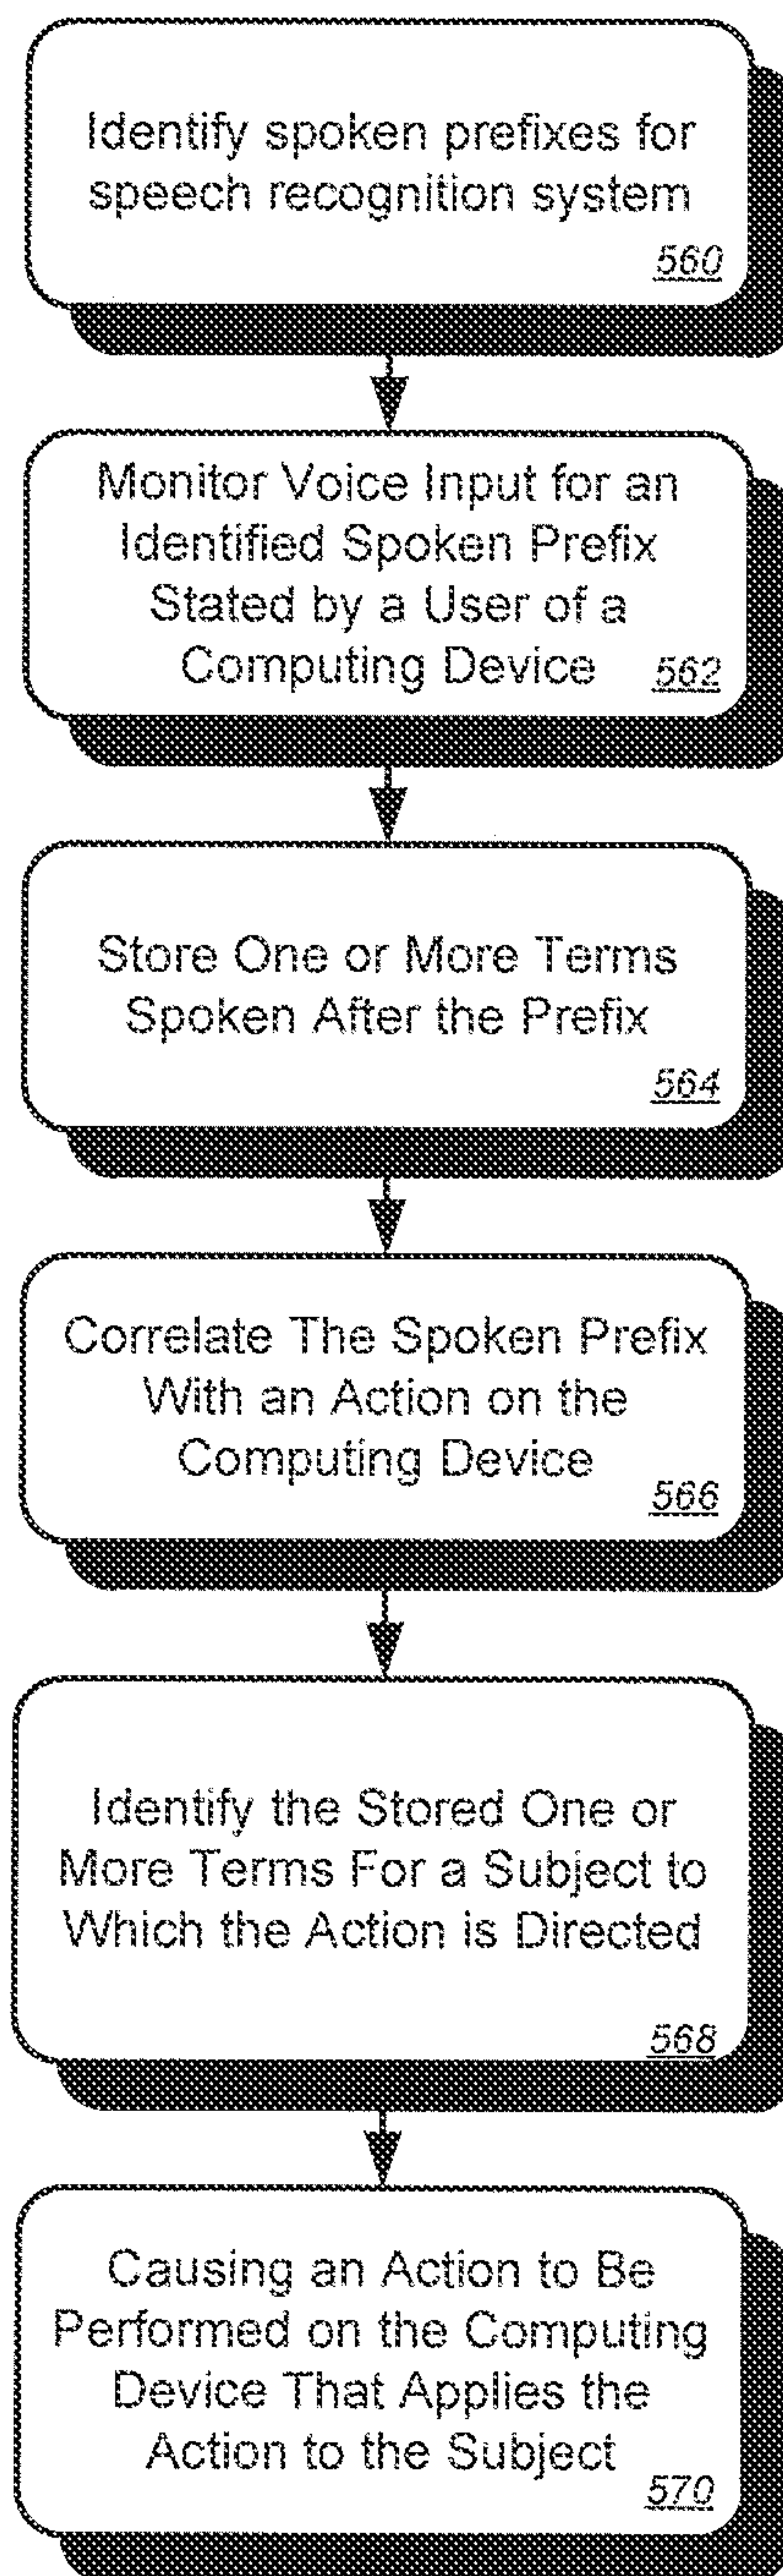 Identify spoken prefixes for
speech recognition system
560
Monitor Voice Input for an
Identified Spoken Prefix
Stated by a User of a
Computing Device 562
Store One or More Terms
Spoken After the Prefix
564
Correlate The Spoken Prefix
With an Action on the
Computing Device
566
Identify the Stored One or
More Terms For a Subject to
Which the Action is Directed
568
Causing an Action to Be
Performed on the Computing
Device That Applies the
Action to the Subject
570